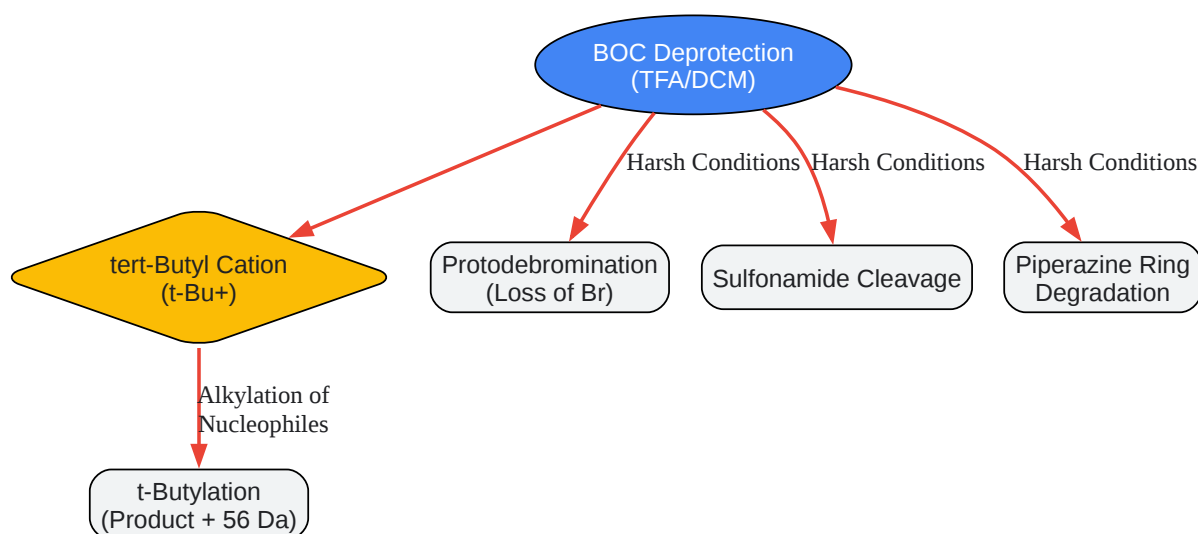 BOC Deprotection
(TFA/DCM)
Harsh Conditions
Harsh Conditions
Harsh Conditions
tert-Butyl Cation
(t-Bu+)
Protodebromination
(Loss of Br)
Sulfonamide Cleavage
Piperazine Ring
Degradation
Alkylation of
Nucleophiles
t-Butylation
(Product + 56 Da)